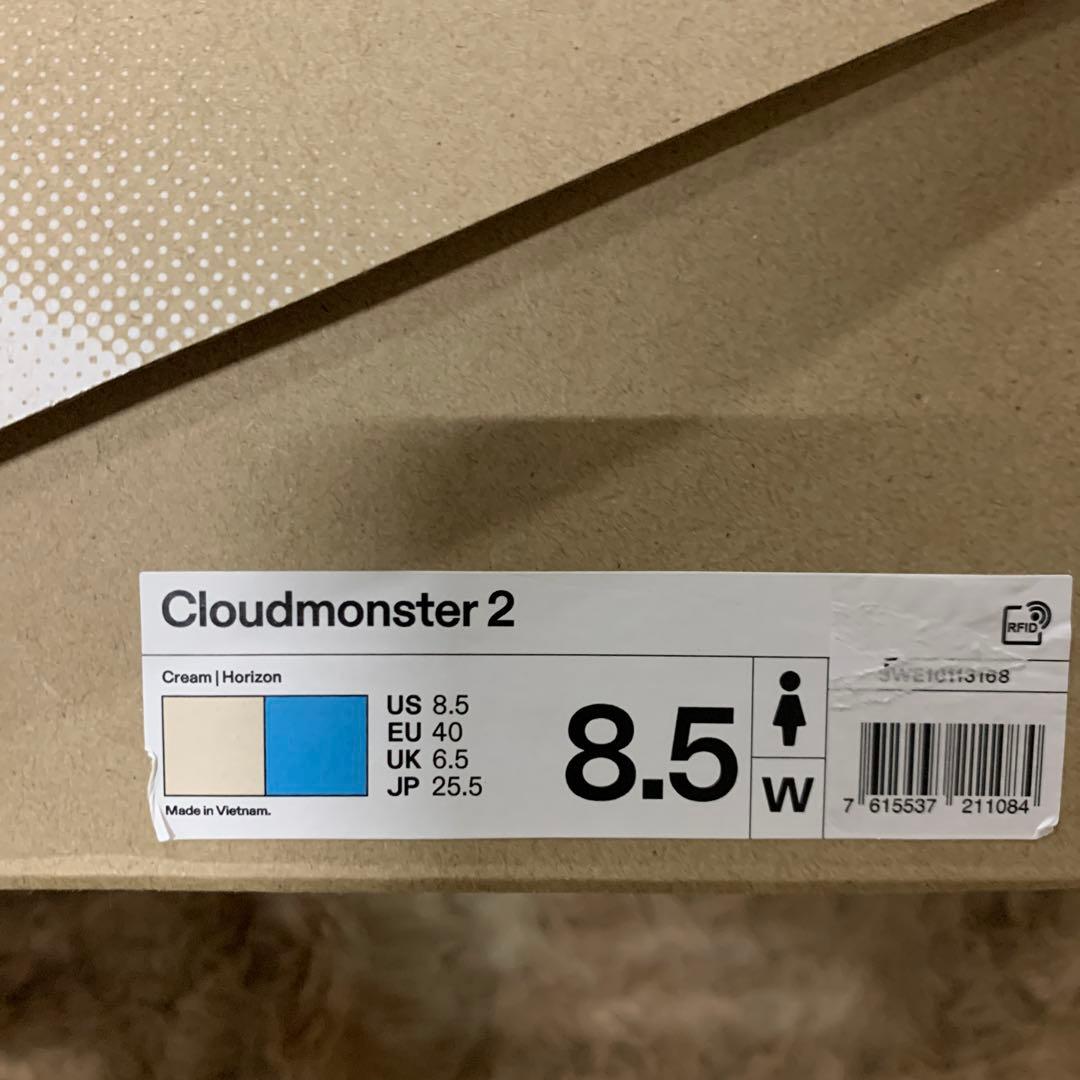 Cloudmonster 2
RFID
Cream | Horizon
US 8.5
EU 40
UK 6.5
JP 25.5
8.5
W
Made in Vietnam.
3WE10113168
7 615537 211084